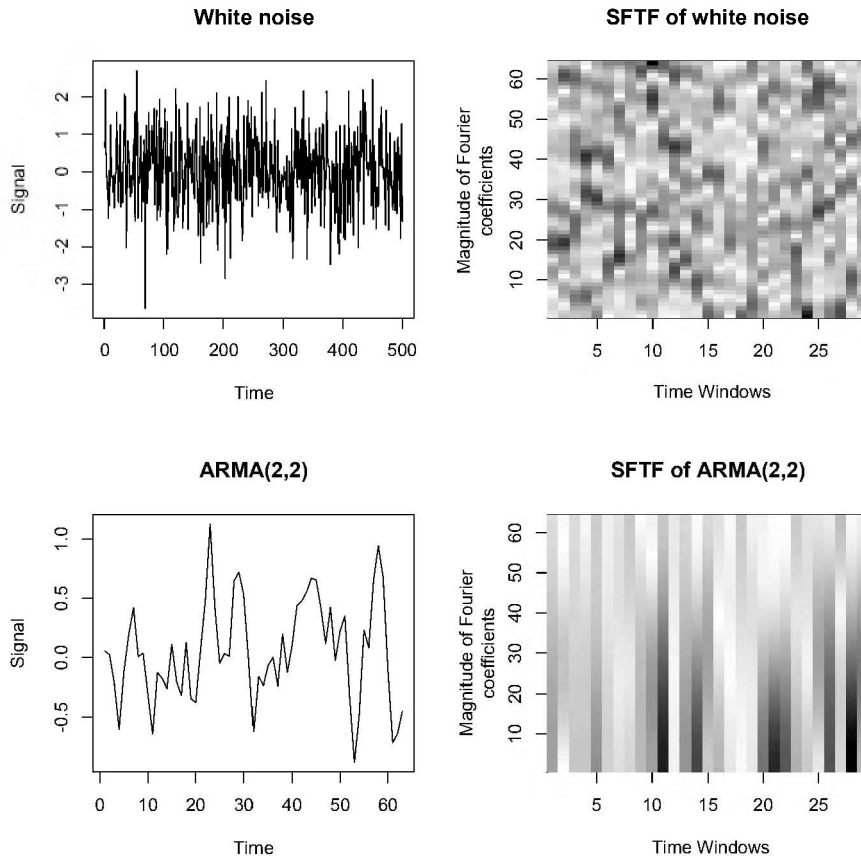 White noise
Signal
2
1
0
-1
-2
-3
0 100 200 300 400 500
Time
SFTF of white noise
Magnitude of Fourier
coefficients
60
50
40
30
20
10
5 10 15 20 25
Time Windows
ARMA(2,2)
Signal
1.0
0.5
0.0
-0.5
0 10 20 30 40 50 60
Time
SFTF of ARMA(2,2)
Magnitude of Fourier
coefficients
60
50
40
30
20
10
5 10 15 20 25
Time Windows